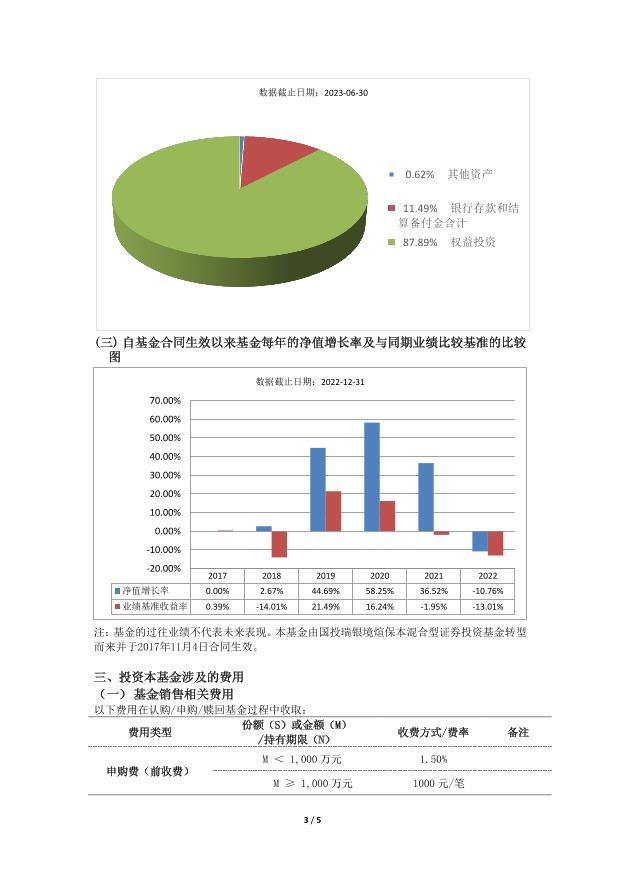 数据截止日期：2023-06-30
0.62% 其他资产
11.49% 银行存款和结
算备付金合计
87.89% 权益投资
(三) 自基金合同生效以来基金每年的净值增长率及与同期业绩比较基准的比较
图
数据截止日期：2022-12-31
70.00%
60.00%
50.00%
40.00%
30.00%
20.00%
10.00%
0.00%
-10.00%
-20.00%
2017 2018 2019 2020 2021 2022
净值增长率 0.00% 2.67% 44.69% 58.25% 36.52% -10.76%
业绩基准收益率 0.39% -14.01% 21.49% 16.24% -1.95% -13.01%
注：基金的过往业绩不代表未来表现。本基金由国投瑞银境煊保本混合型证券投资基金转型
而来并于2017年11月4日合同生效。
三、投资本基金涉及的费用
（一） 基金销售相关费用
以下费用在认购/申购/赎回基金过程中收取：
费用类型 份额（S）或金额（M）
/持有期限（N） 收费方式/费率 备注
申购费（前收费） M ＜ 1,000 万元 1.50%
M ≥ 1,000 万元 1000 元/笔
3 / 5